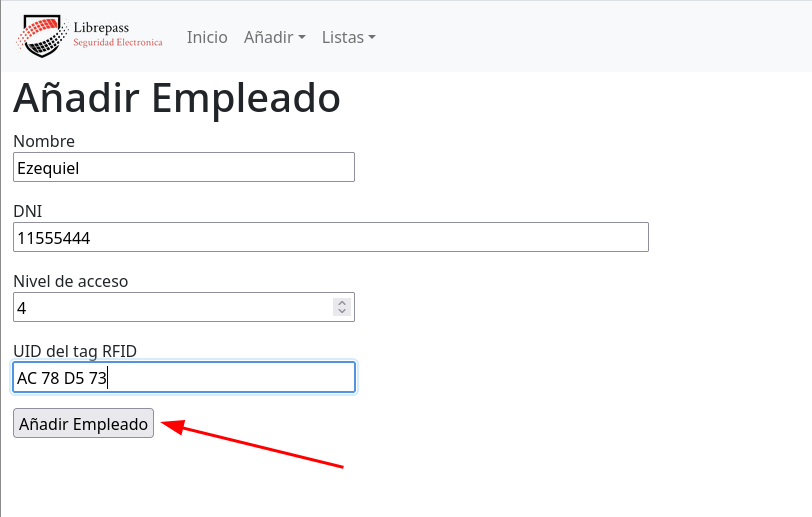 Librepass
Seguridad Electronica
Inicio Añadir Listas
Añadir Empleado
Nombre
Ezequiel
DNI
11555444
Nivel de acceso
4
UID del tag RFID
AC 78 D5 73
Añadir Empleado